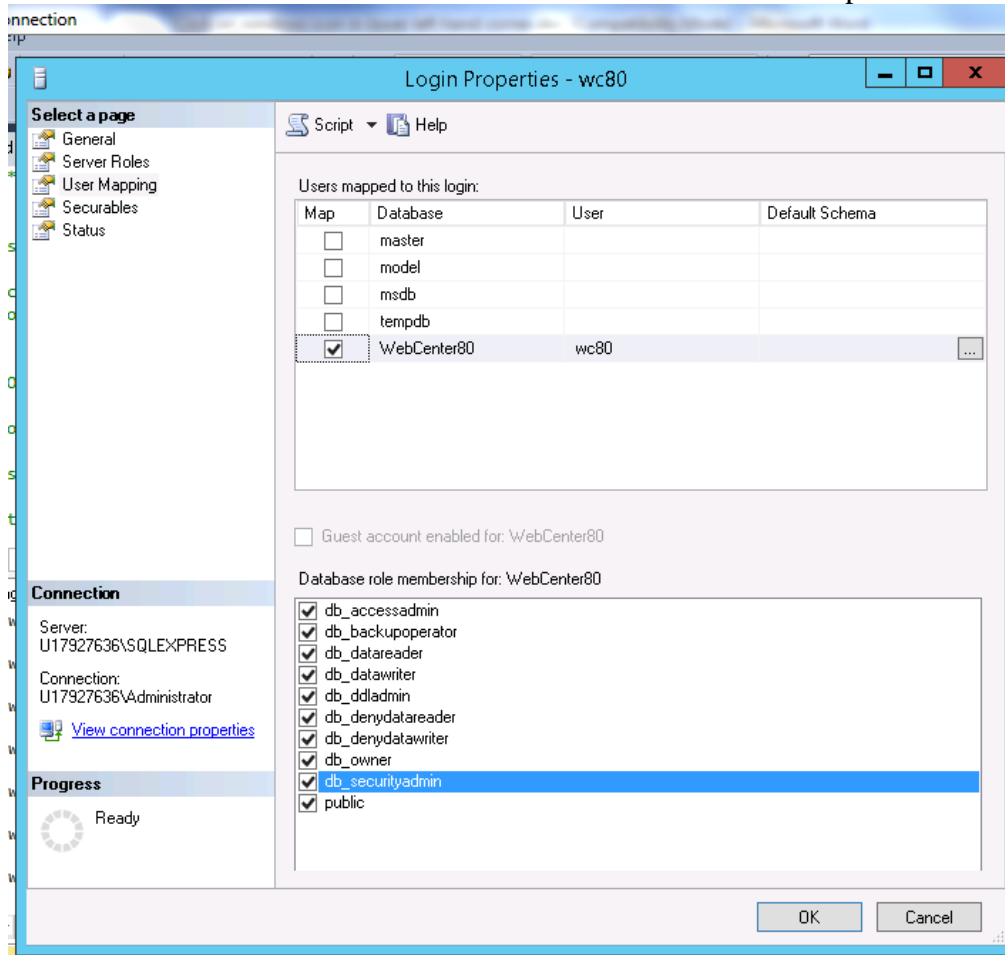 onnection
Login Properties - wc80
Select a page
General
Server Roles
User Mapping
Securables
Status
Script Help
Users mapped to this login:
Map Database User Default Schema
master
model
msdb
tempdb
WebCenter80 wc80 ...
Guest account enabled for: WebCenter80
Database role membership for: WebCenter80
db_accessadmin
db_backupoperator
db_datareader
db_datawriter
db_ddladmin
db_denydatareader
db_denydatawriter
db_owner
db_securityadmin
public
Connection
Server:
U17927636\SQLEXPRESS
Connection:
U17927636\Administrator
View connection properties
Progress
Ready
OK Cancel